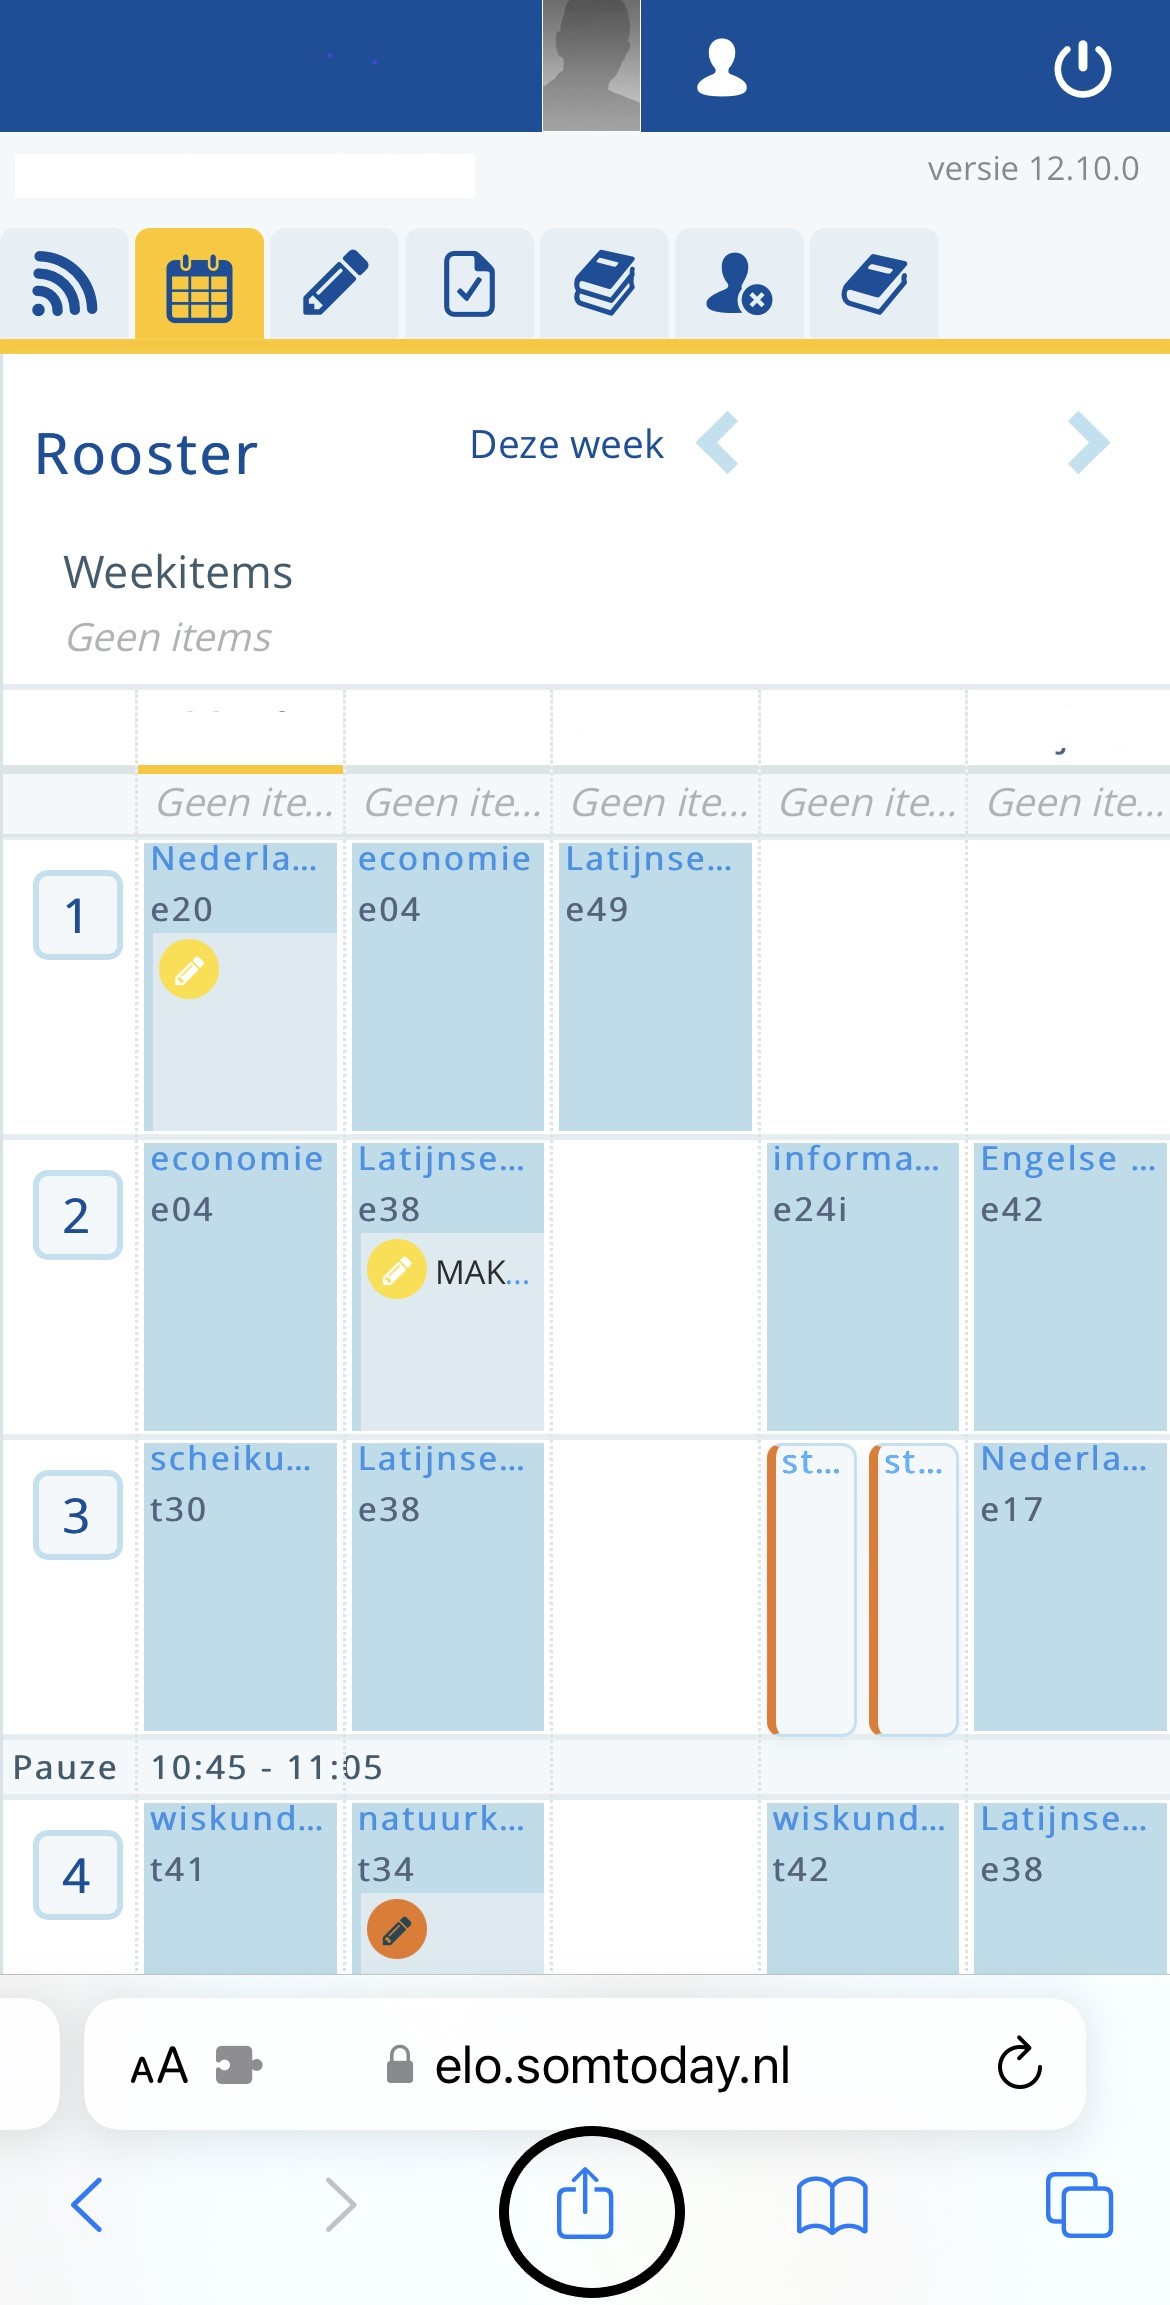 versie 12.10.0
Rooster
Deze week
Weekitems
Geen items
Geen ite... Geen ite... Geen ite... Geen ite... Geen ite...
1
Nederla... economie Latijnse...
e20 e04 e49
2
economie Latijnse... informa... Engelse ...
e04 e38 e24i e42
MAK...
3
scheiku... Latijnse... st... st... Nederla...
t30 e38 e17
Pauze 10:45 - 11:05
4
wiskund... natuurk... wiskund... Latijnse...
t41 t34 t42 e38
AA elo.somtoday.nl